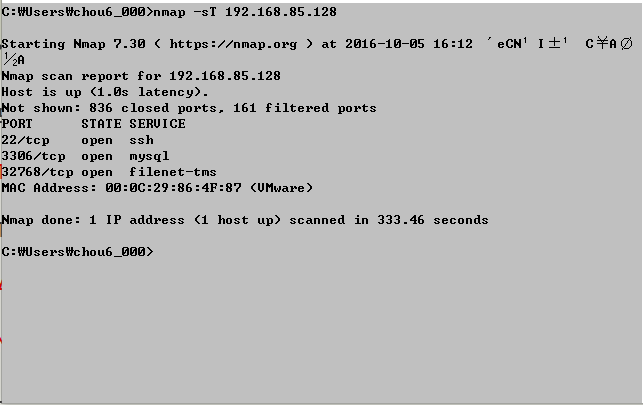 C:₩Users₩chou6_000>nmap -sT 192.168.85.128
Starting Nmap 7.30 ( https://nmap.org ) at 2016-10-05 16:12 ´eCN¹ I±¹ C¥AØ
½A
Nmap scan report for 192.168.85.128
Host is up (1.0s latency).
Not shown: 836 closed ports, 161 filtered ports
PORT STATE SERVICE
22/tcp open ssh
3306/tcp open mysql
32768/tcp open filenet-tms
MAC Address: 00:0C:29:86:4F:87 (VMware)
Nmap done: 1 IP address (1 host up) scanned in 333.46 seconds
C:₩Users₩chou6_000>